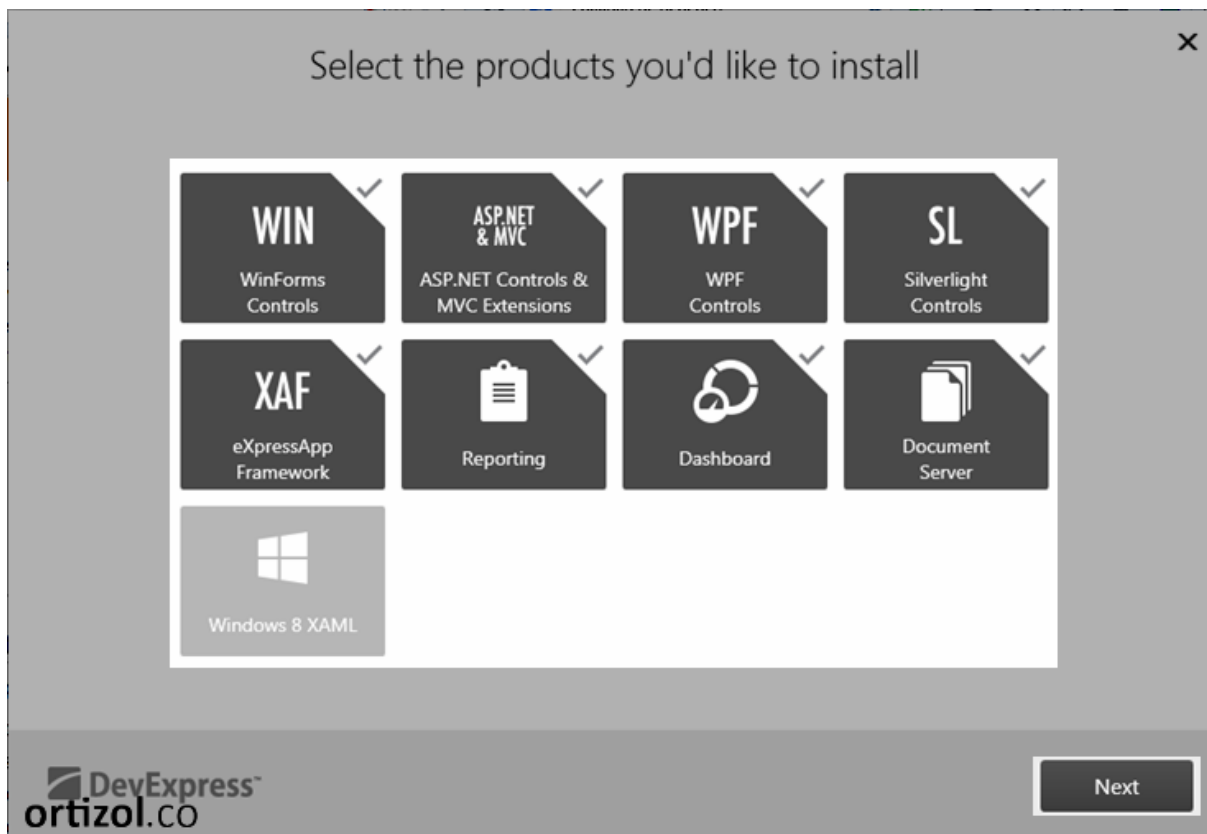 Select the products you'd like to install
WIN
WinForms
Controls
ASP.NET
& MVC
ASP.NET Controls &
MVC Extensions
WPF
WPF
Controls
SL
Silverlight
Controls
XAF
eXpressApp
Framework
Reporting
Dashboard
Document
Server
Windows 8 XAML
DevExpress™
ortizol.co
Next